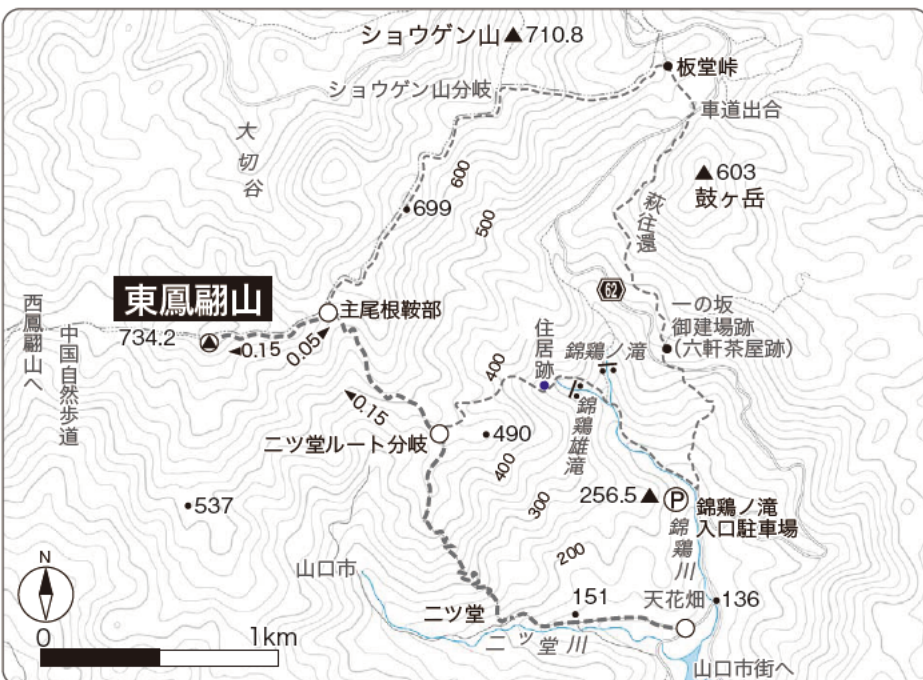 ショウゲン山▲710.8
板堂峠
ショウゲン山分岐
車道出合
大切谷
▲603
鼓ヶ岳
600
699
500
萩往還
東鳳翩山
734.2
主尾根鞍部
62
西鳳翩山へ
中国自然歩道
0.15
0.05
一の坂
御建場跡
(六軒茶屋跡)
住居跡
錦鶏ノ滝
400
錦鶏雄滝
0.15
二ツ堂ルート分岐
490
400
300
256.5▲
P
錦鶏ノ滝
入口駐車場
537
錦鶏川
200
N
山口市
天花畑
136
151
二ツ堂
二ツ堂川
0
1km
山口市街へ